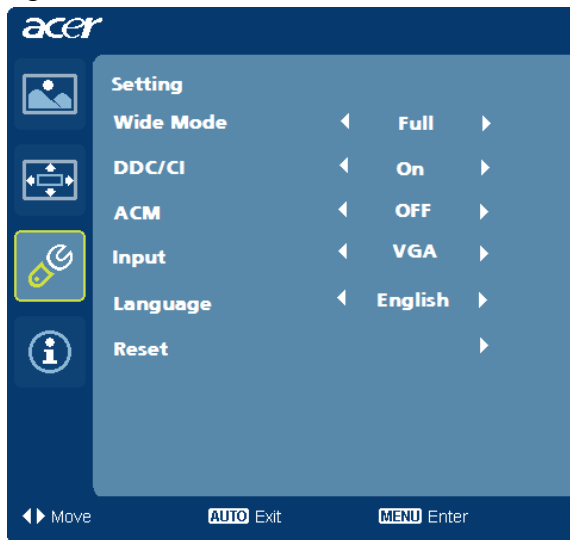 acer
Setting
Wide Mode Full
DDC/CI On
ACM OFF
Input VGA
Language English
Reset
Move AUTO Exit MENU Enter